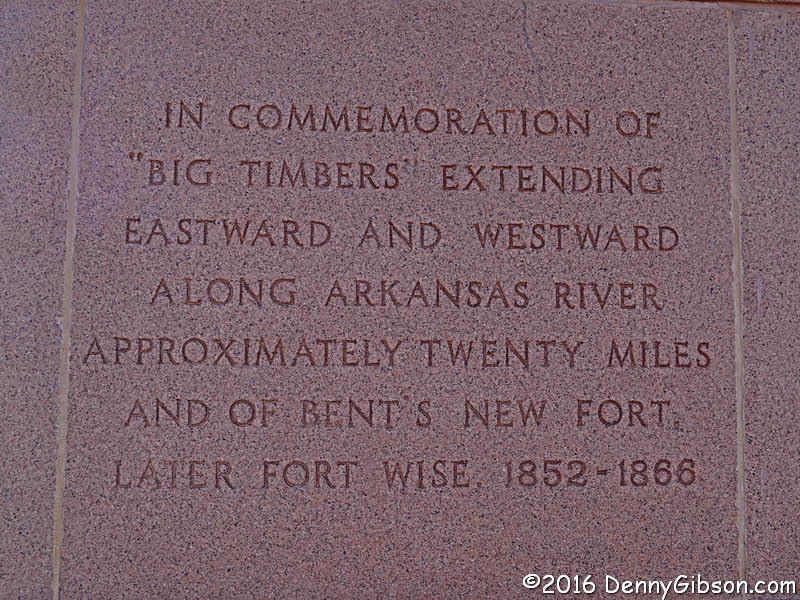 IN COMMEMORATION OF
"BIG TIMBERS" EXTENDING
EASTWARD AND WESTWARD
ALONG ARKANSAS RIVER
APPROXIMATELY TWENTY MILES
AND OF BENT'S NEW FORT,
LATER FORT WISE, 1852-1866
©2016 DennyGibson.com